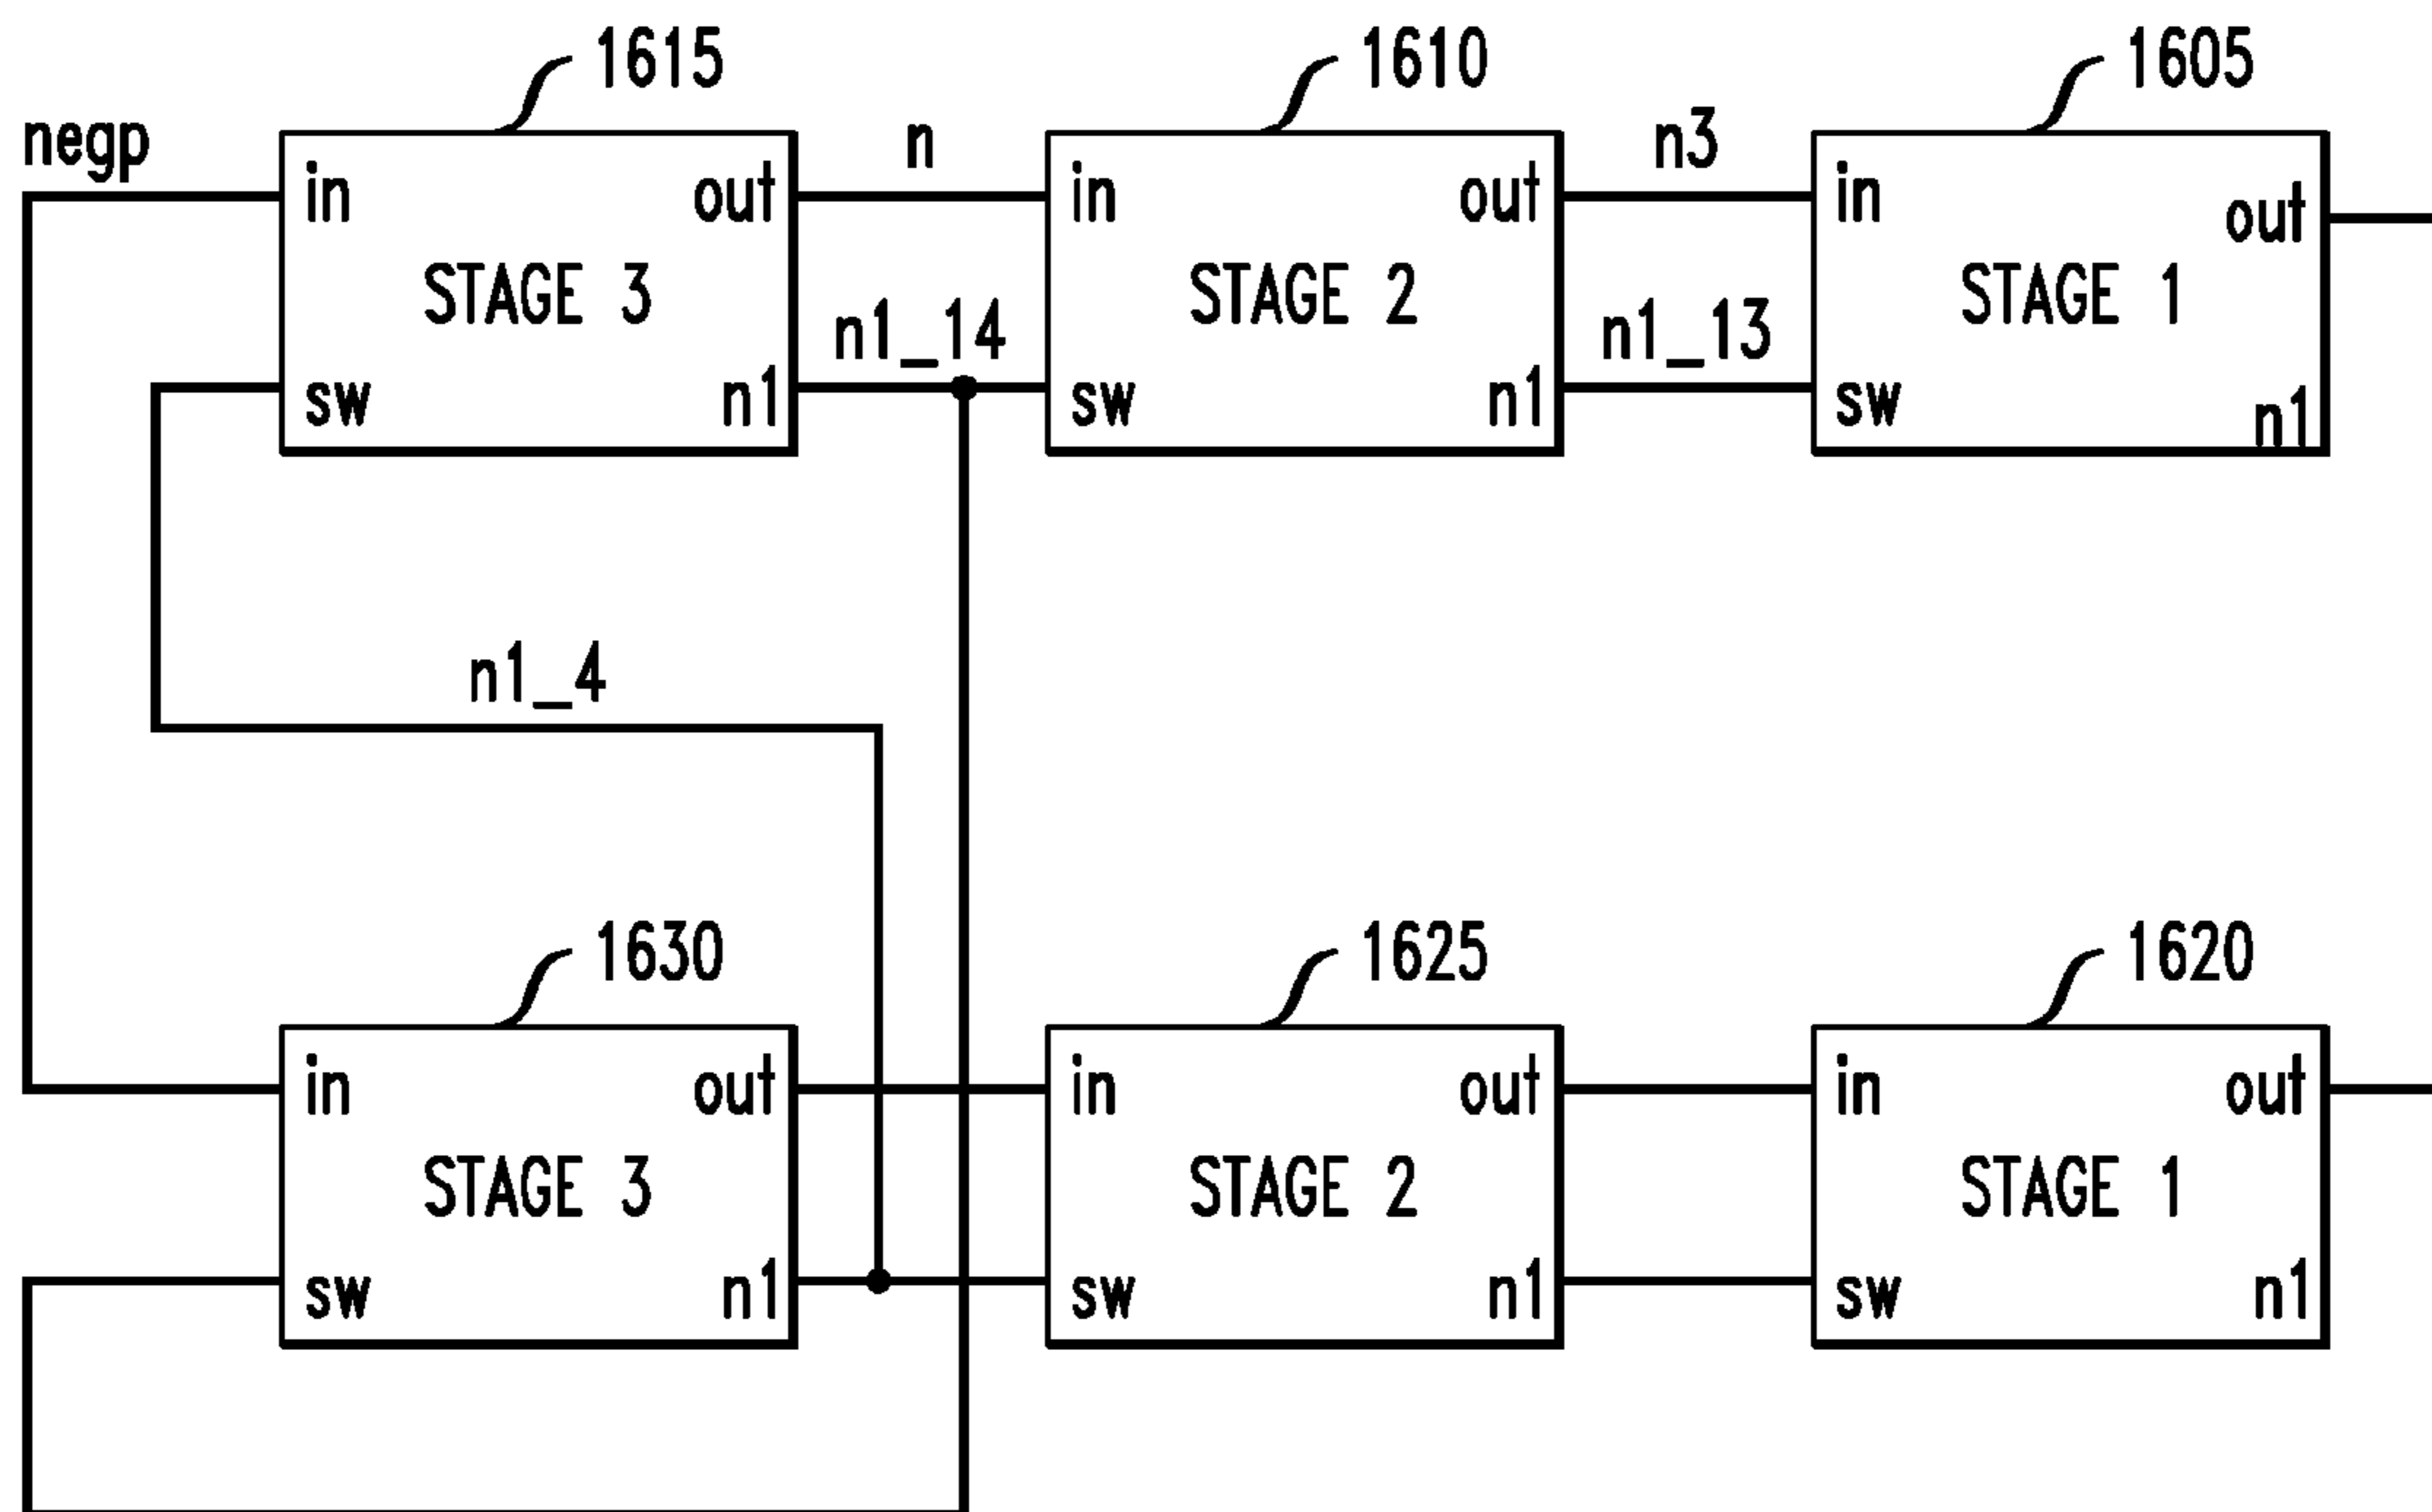 1615
1610
1605
negp
n
n3
in
out
in
out
in
out
STAGE 3
STAGE 2
STAGE 1
n1_14
n1_13
sw
n1
sw
n1
sw
n1
n1_4
1630
1625
1620
in
out
in
out
in
out
STAGE 3
STAGE 2
STAGE 1
sw
n1
sw
n1
sw
n1